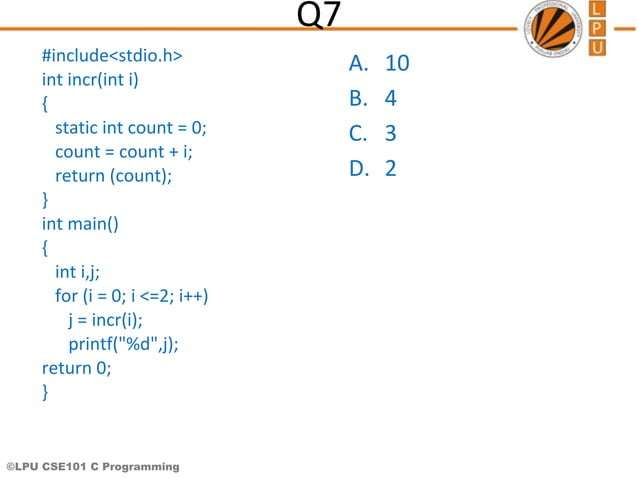 Q7
L
P
U
#include<stdio.h>
int incr(int i)
{
static int count = 0;
count = count + i;
return (count);
}
int main()
{
int i,j;
for (i = 0; i <=2; i++)
j = incr(i);
printf("%d",j);
return 0;
}
A. 10
B. 4
C. 3
D. 2
©LPU CSE101 C Programming